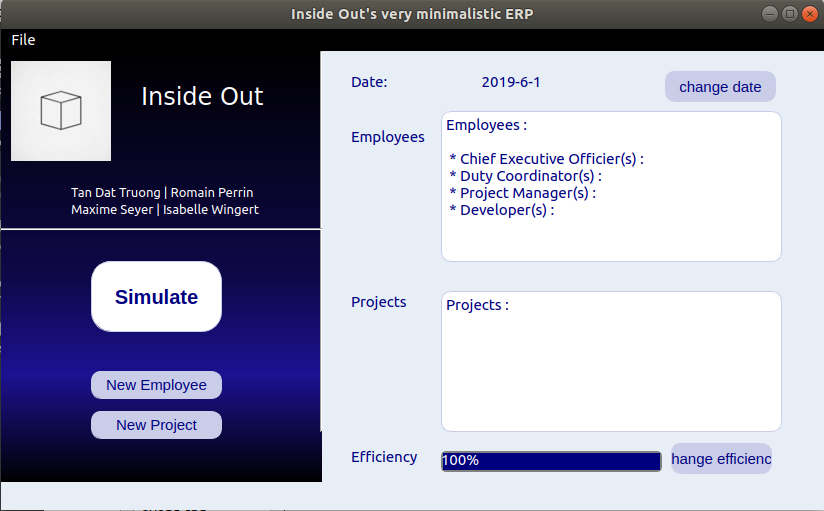 Inside Out's very minimalistic ERP
File
Inside Out
Tan Dat Truong | Romain Perrin
Maxime Seyer | Isabelle Wingert
Simulate
New Employee
New Project
Date:
2019-6-1
change date
Employees
Employees :
* Chief Executive Officier(s) :
* Duty Coordinator(s) :
* Project Manager(s) :
* Developer(s) :
Projects
Projects :
Efficiency
100%
hange efficienc